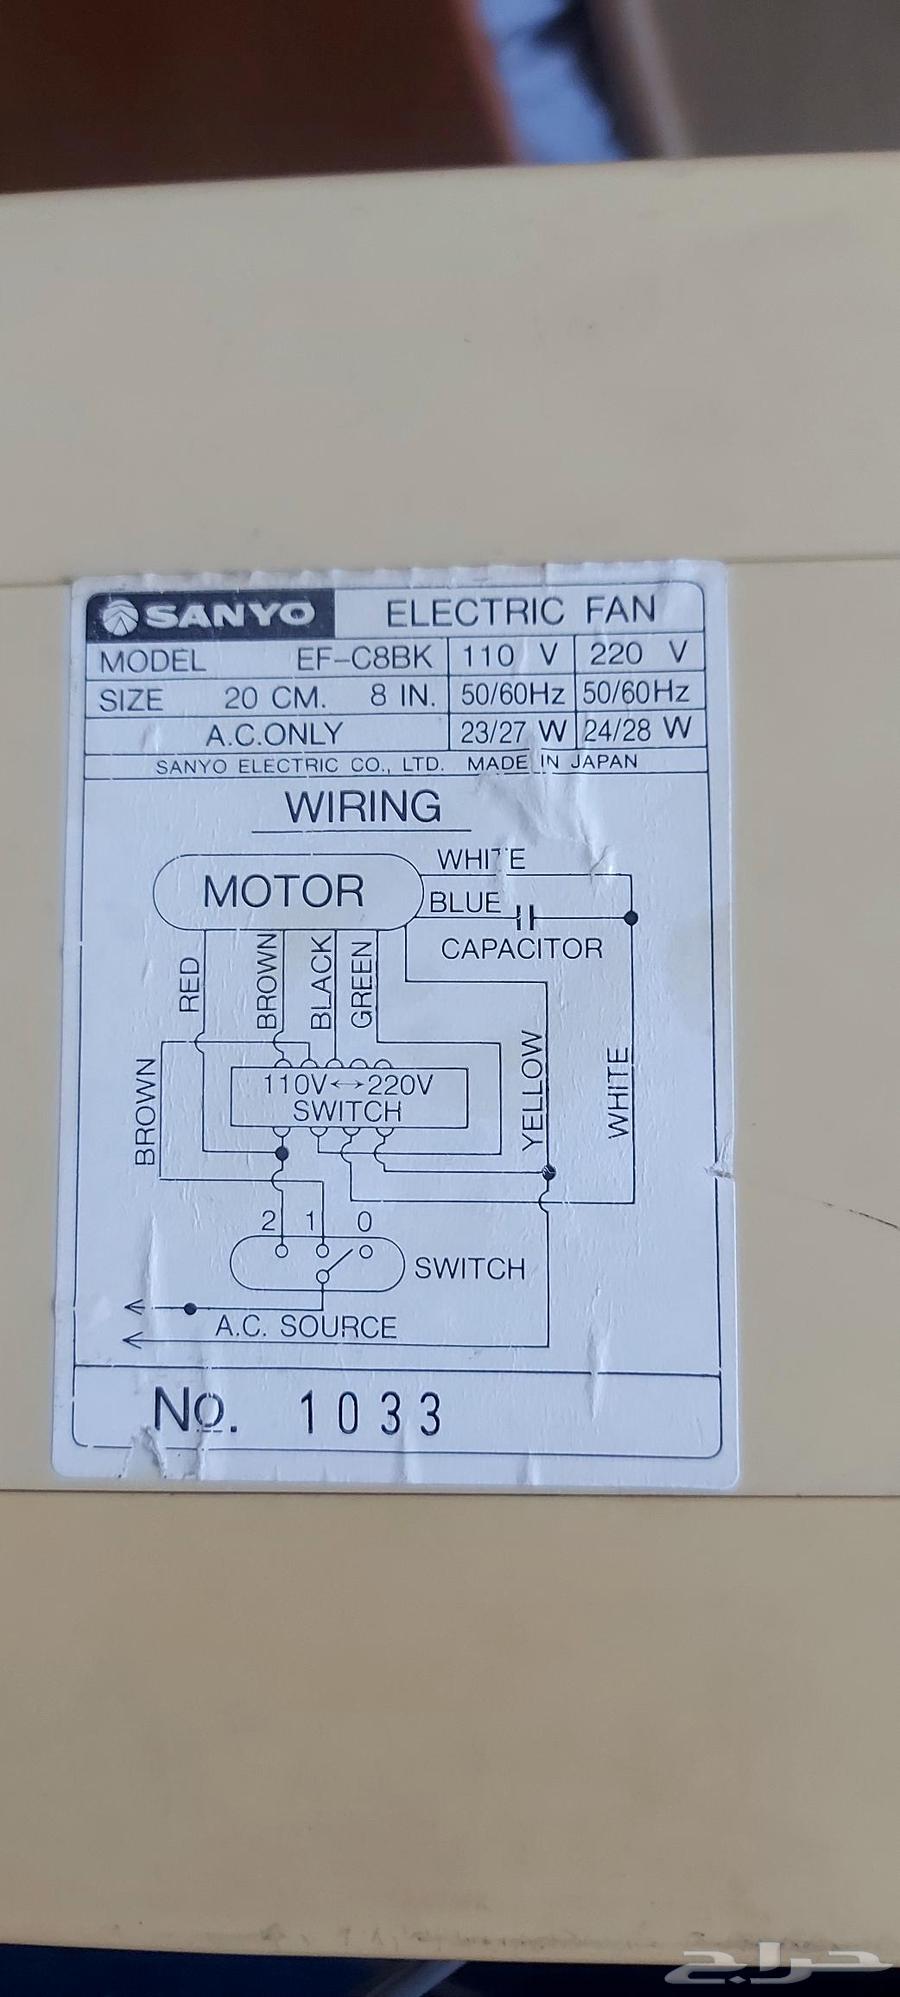 SANYO ELECTRIC FAN
MODEL EF-C8BK 110 V 220 V
SIZE 20 CM. 8 IN. 50/60Hz 50/60Hz
A.C.ONLY 23/27 W 24/28 W
SANYO ELECTRIC CO., LTD. MADE IN JAPAN
WIRING
MOTOR
WHITE
BLUE
CAPACITOR
RED
BROWN
BLACK
GREEN
BROWN
110V↔220V
SWITCH
YELLOW
WHITE
2 1 0
SWITCH
A.C. SOURCE
No. 1033
حراج